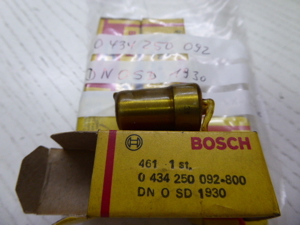 0 434 250 092
DN O SD 1930
BOSCH
461 1 st.
0 434 250 092-800
DN O SD 1930